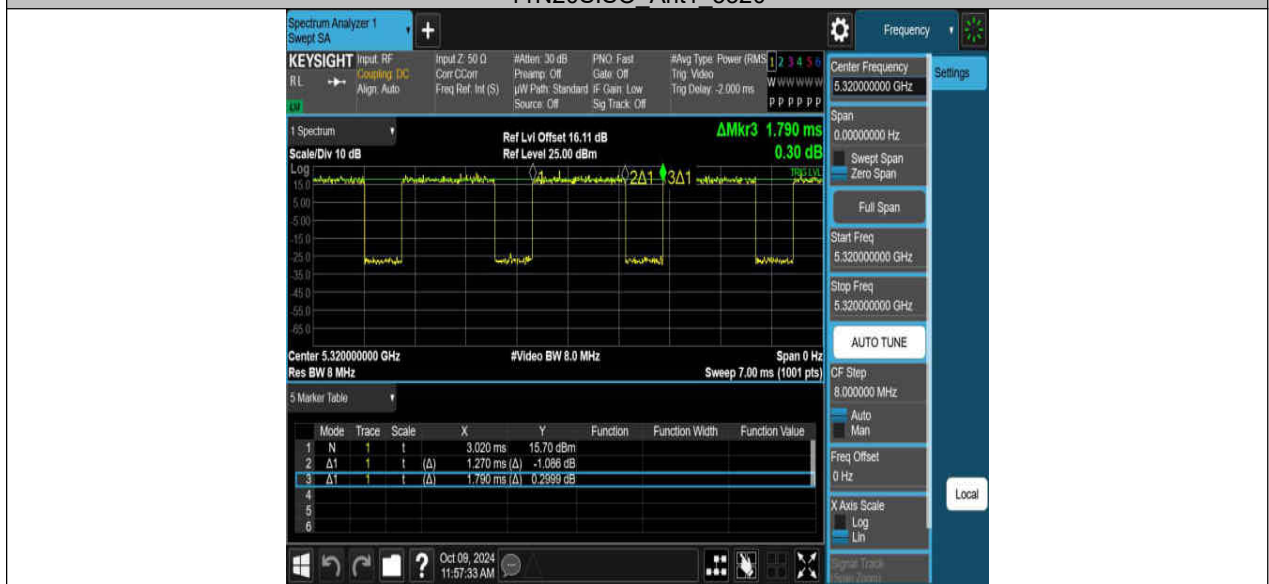 11N20SISO_Ant1_5320
Spectrum Analyzer 1
Swept SA
+
Frequency
KEYSIGHT Input: RF
RL
Coupling: DC
Align: Auto
LXI
Input Z: 50 Ω
Corr CCorr
Freq Ref: Int (S)
#Atten: 30 dB
Preamp: Off
µW Path: Standard
Source: Off
PNO: Fast
Gate: Off
IF Gain: Low
Sig Track: Off
#Avg Type: Power (RMS
Trig: Video
Trig Delay: -2.000 ms
1 2 3 4 5 6
W W W W W W
P P P P P P
Center Frequency
5.320000000 GHz
Settings
Span
0.00000000 Hz
Swept Span
Zero Span
Full Span
Start Freq
5.320000000 GHz
Stop Freq
5.320000000 GHz
AUTO TUNE
CF Step
8.000000 MHz
Auto
Man
Freq Offset
0 Hz
X Axis Scale
Log
Lin
Signal Track
(Span Zoom)
Local
1 Spectrum
Scale/Div 10 dB
Ref Lvl Offset 16.11 dB
Ref Level 25.00 dBm
ΔMkr3 1.790 ms
0.30 dB
Log
TRIG LVL
1 2Δ1 3Δ1
15.0
5.00
-5.00
-15.0
-25.0
-35.0
-45.0
-55.0
-65.0
Center 5.320000000 GHz #Video BW 8.0 MHz Span 0 Hz
Res BW 8 MHz Sweep 7.00 ms (1001 pts)
5 Marker Table
Mode Trace Scale X Y Function Function Width Function Value
1 N 1 t 3.020 ms 15.70 dBm
2 Δ1 1 t (Δ) 1.270 ms (Δ) -1.086 dB
3 Δ1 1 t (Δ) 1.790 ms (Δ) 0.2999 dB
4
5
6
? Oct 09, 2024
11:57:33 AM